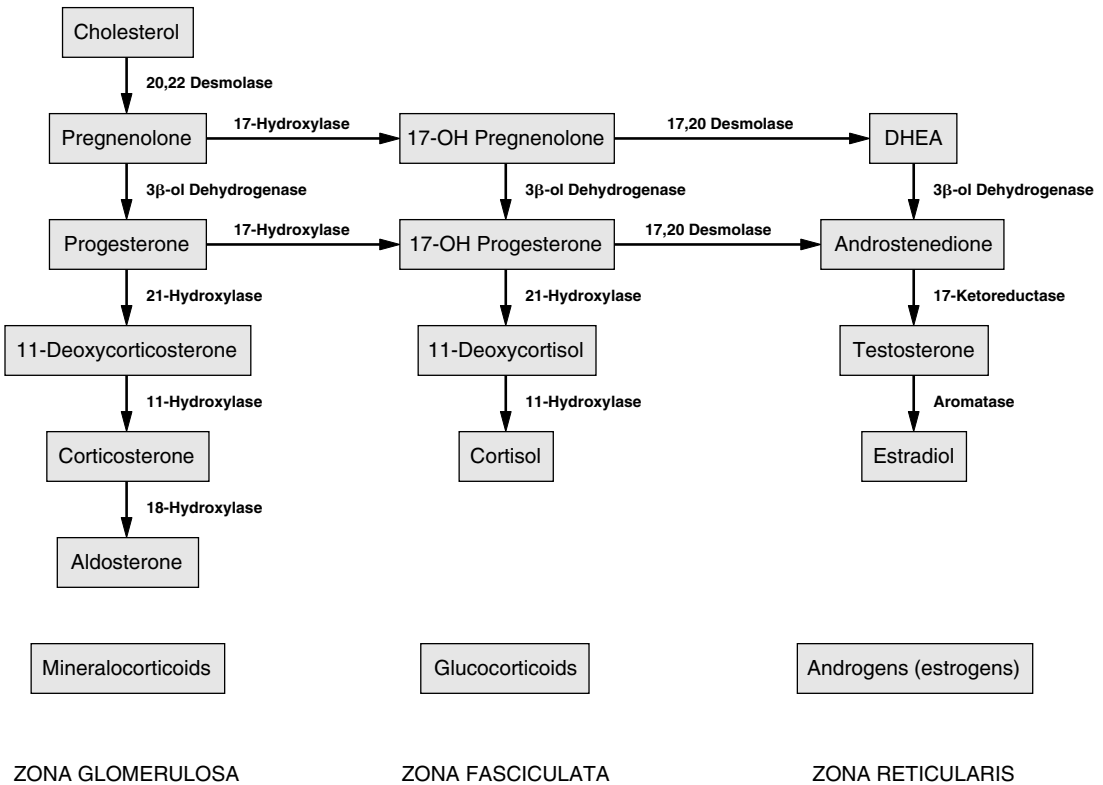 Cholesterol
20,22 Desmolase
Pregnenolone
17-Hydroxylase
17-OH Pregnenolone
17,20 Desmolase
DHEA
3β-ol Dehydrogenase
3β-ol Dehydrogenase
3β-ol Dehydrogenase
Progesterone
17-Hydroxylase
17-OH Progesterone
17,20 Desmolase
Androstenedione
21-Hydroxylase
21-Hydroxylase
17-Ketoreductase
11-Deoxycorticosterone
11-Deoxycortisol
Testosterone
11-Hydroxylase
11-Hydroxylase
Aromatase
Corticosterone
Cortisol
Estradiol
18-Hydroxylase
Aldosterone
Mineralocorticoids
Glucocorticoids
Androgens (estrogens)
ZONA GLOMERULOSA
ZONA FASCICULATA
ZONA RETICULARIS